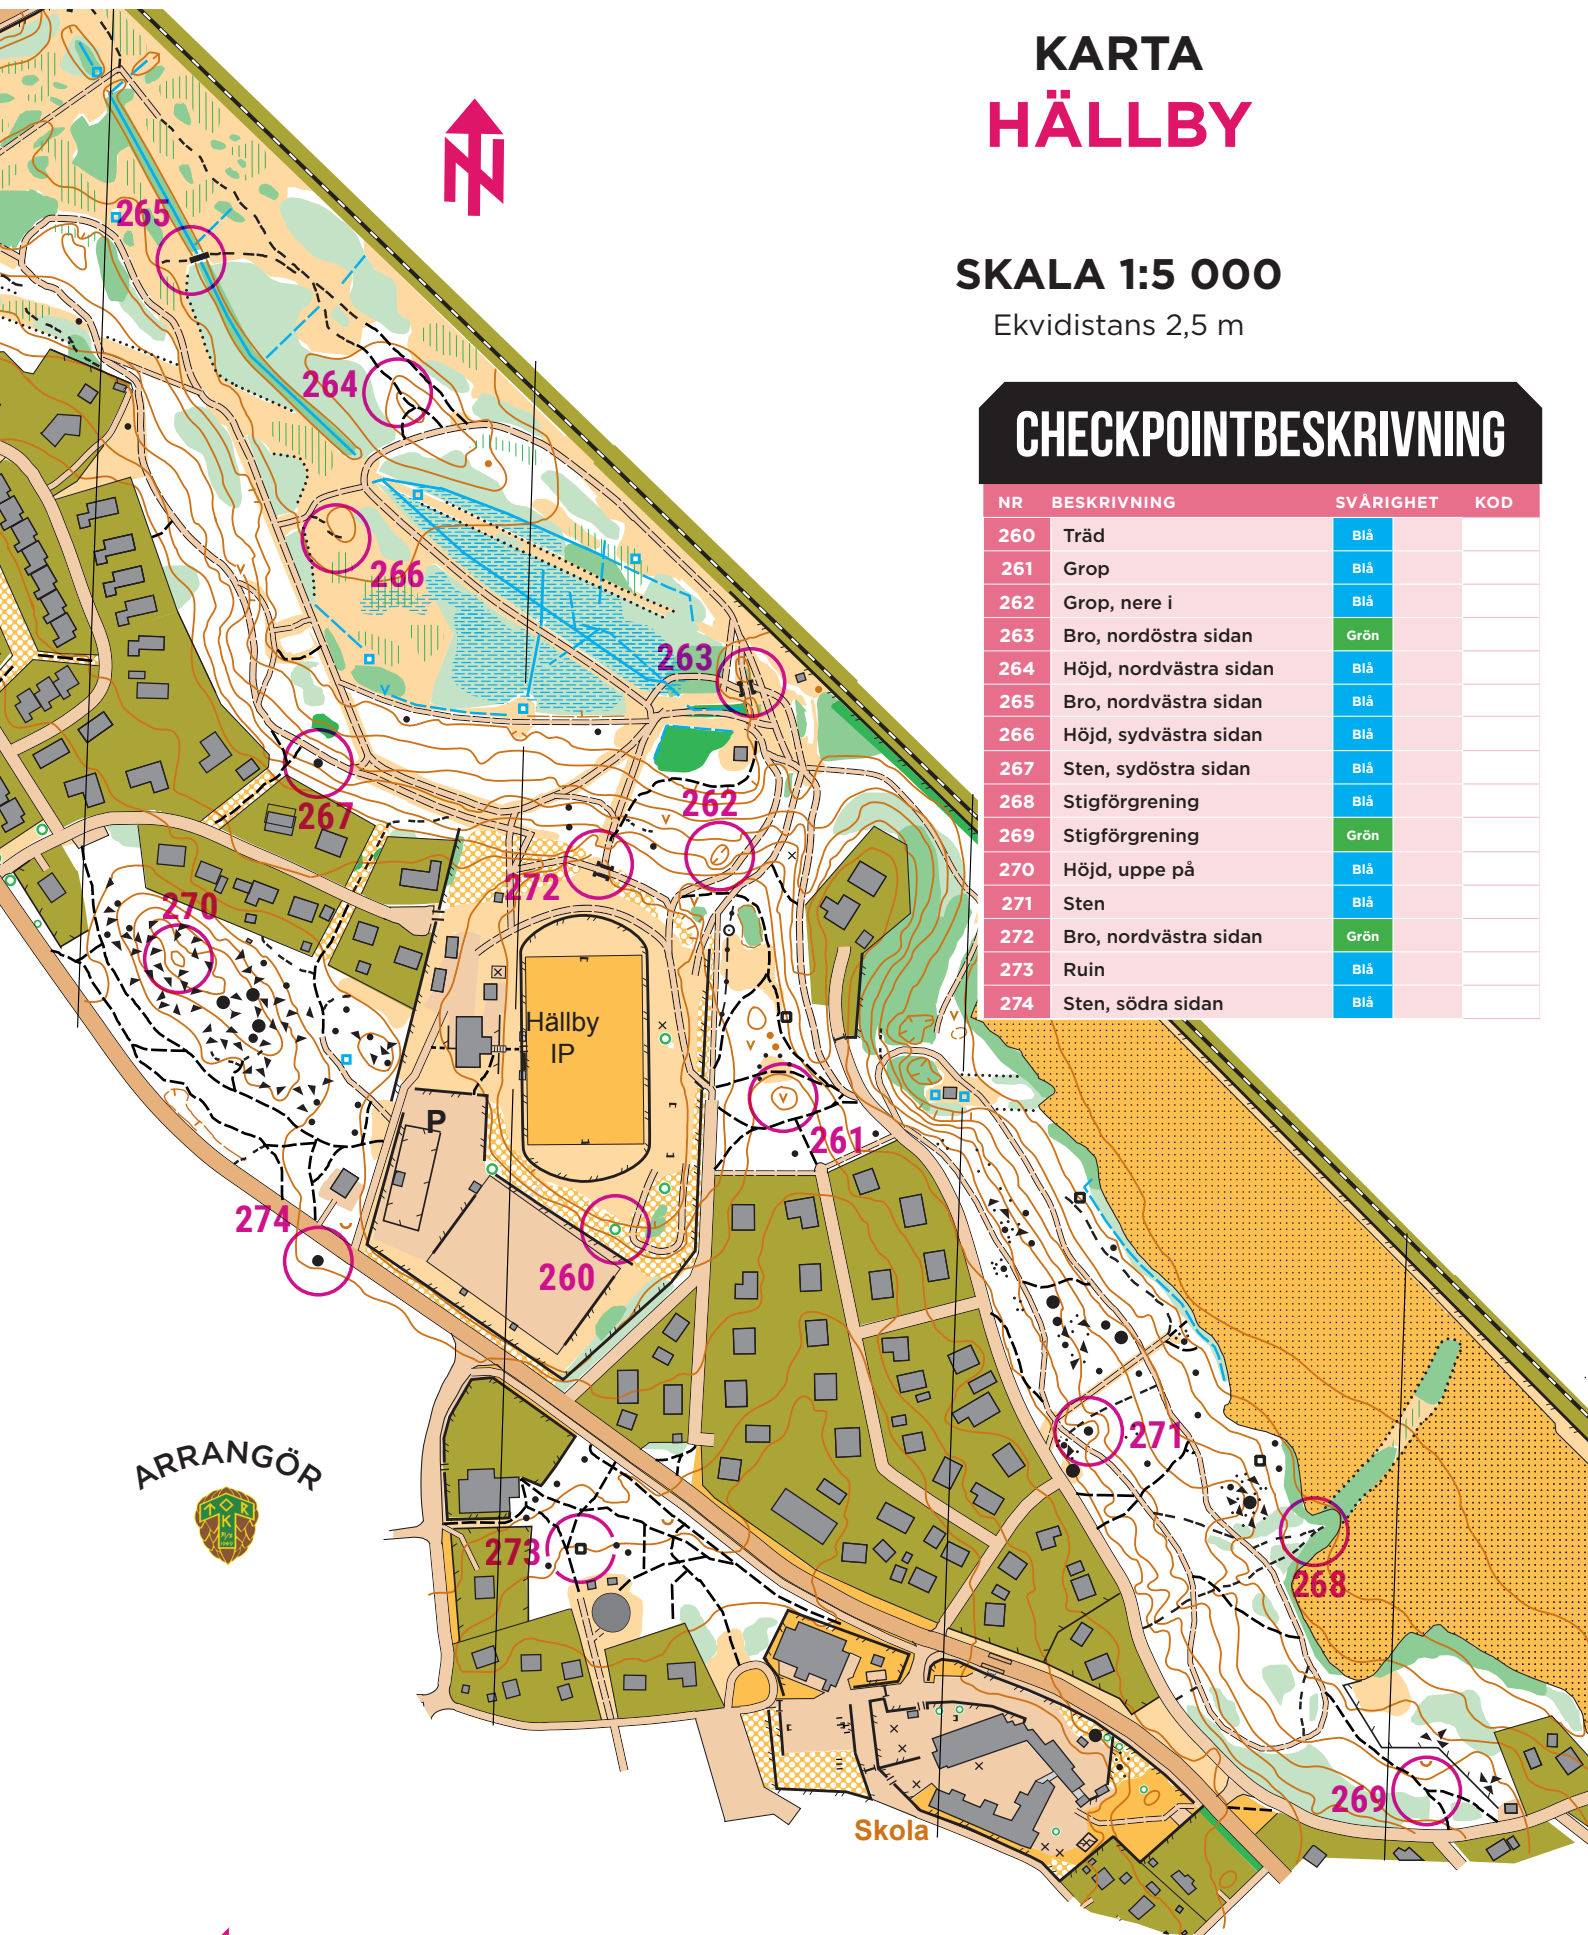 KARTA
HÄLLBY
SKALA 1:5 000
Ekvidistans 2,5 m
CHECKPOINTBESKRIVNING
NR BESKRIVNING SVÅRIGHET KOD
260 Träd Blå
261 Grop Blå
262 Grop, nere i Blå
263 Bro, nordöstra sidan Grön
264 Höjd, nordvästra sidan Blå
265 Bro, nordvästra sidan Blå
266 Höjd, sydvästra sidan Blå
267 Sten, sydöstra sidan Blå
268 Stigförgrening Blå
269 Stigförgrening Grön
270 Höjd, uppe på Blå
271 Sten Blå
272 Bro, nordvästra sidan Grön
273 Ruin Blå
274 Sten, södra sidan Blå
265
264
266
263
267
262
272
270
Hällby
IP
P
261
274
260
271
ARRANGÖR
TOR
K
273
268
269
Skola
N